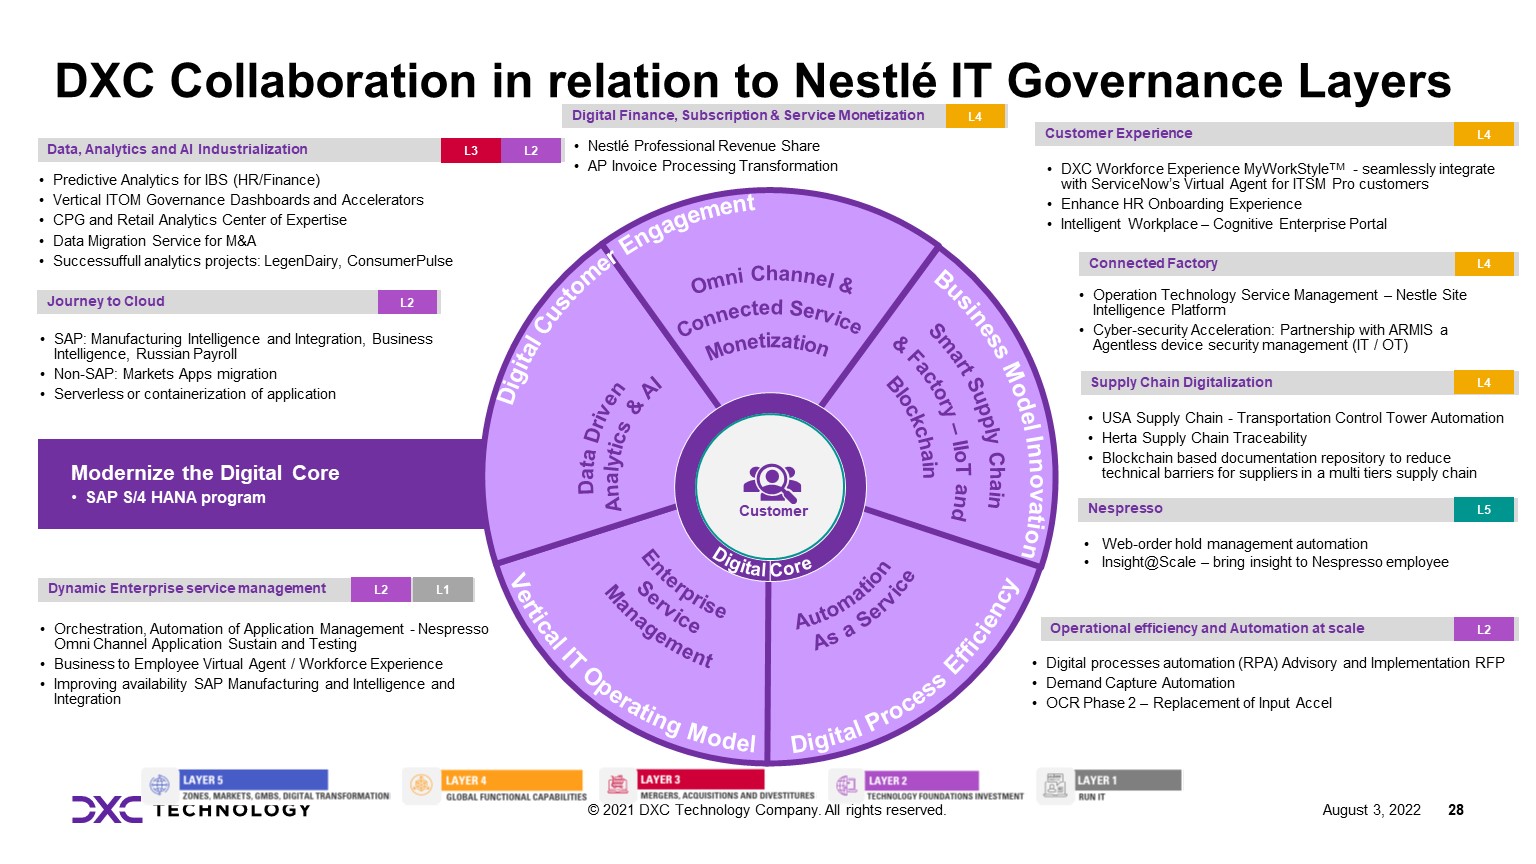 DXC Collaboration in relation to Nestlé IT Governance Layers
Digital Finance, Subscription & Service Monetization L4
• Nestlé Professional Revenue Share
• AP Invoice Processing Transformation
Data, Analytics and AI Industrialization L3 L2
• Predictive Analytics for IBS (HR/Finance)
• Vertical ITOM Governance Dashboards and Accelerators
• CPG and Retail Analytics Center of Expertise
• Data Migration Service for M&A
• Successuffull analytics projects: LegenDairy, ConsumerPulse
Journey to Cloud L2
• SAP: Manufacturing Intelligence and Integration, Business
Intelligence, Russian Payroll
• Non-SAP: Markets Apps migration
• Serverless or containerization of application
Modernize the Digital Core
• SAP S/4 HANA program
Dynamic Enterprise service management L2 L1
• Orchestration, Automation of Application Management - Nespresso
Omni Channel Application Sustain and Testing
• Business to Employee Virtual Agent / Workforce Experience
• Improving availability SAP Manufacturing and Intelligence and
Integration
Digital Customer Engagement
Business Model Innovation
Digital Process Efficiency
Vertical IT Operating Model
Omni Channel &
Connected Service
Monetization
Smart Supply Chain
& Factory – IIoT and
Blockchain
Automation
As a Service
Enterprise
Service
Management
Data Driven
Analytics & AI
Customer
Digital Core
Customer Experience L4
• DXC Workforce Experience MyWorkStyle™ - seamlessly integrate
with ServiceNow's Virtual Agent for ITSM Pro customers
• Enhance HR Onboarding Experience
• Intelligent Workplace – Cognitive Enterprise Portal
Connected Factory L4
• Operation Technology Service Management – Nestle Site
Intelligence Platform
• Cyber-security Acceleration: Partnership with ARMIS a
Agentless device security management (IT / OT)
Supply Chain Digitalization L4
• USA Supply Chain - Transportation Control Tower Automation
• Herta Supply Chain Traceability
• Blockchain based documentation repository to reduce
technical barriers for suppliers in a multi tiers supply chain
Nespresso L5
• Web-order hold management automation
• Insight@Scale – bring insight to Nespresso employee
Operational efficiency and Automation at scale L2
• Digital processes automation (RPA) Advisory and Implementation RFP
• Demand Capture Automation
• OCR Phase 2 – Replacement of Input Accel
LAYER 5
ZONES, MARKETS, GMBS, DIGITAL TRANSFORMATION
LAYER 4
GLOBAL FUNCTIONAL CAPABILITIES
LAYER 3
MERGERS, ACQUISITIONS AND DIVESTITURES
LAYER 2
TECHNOLOGY FOUNDATIONS INVESTMENT
LAYER 1
RUN IT
DXC TECHNOLOGY
© 2021 DXC Technology Company. All rights reserved.
August 3, 2022 28